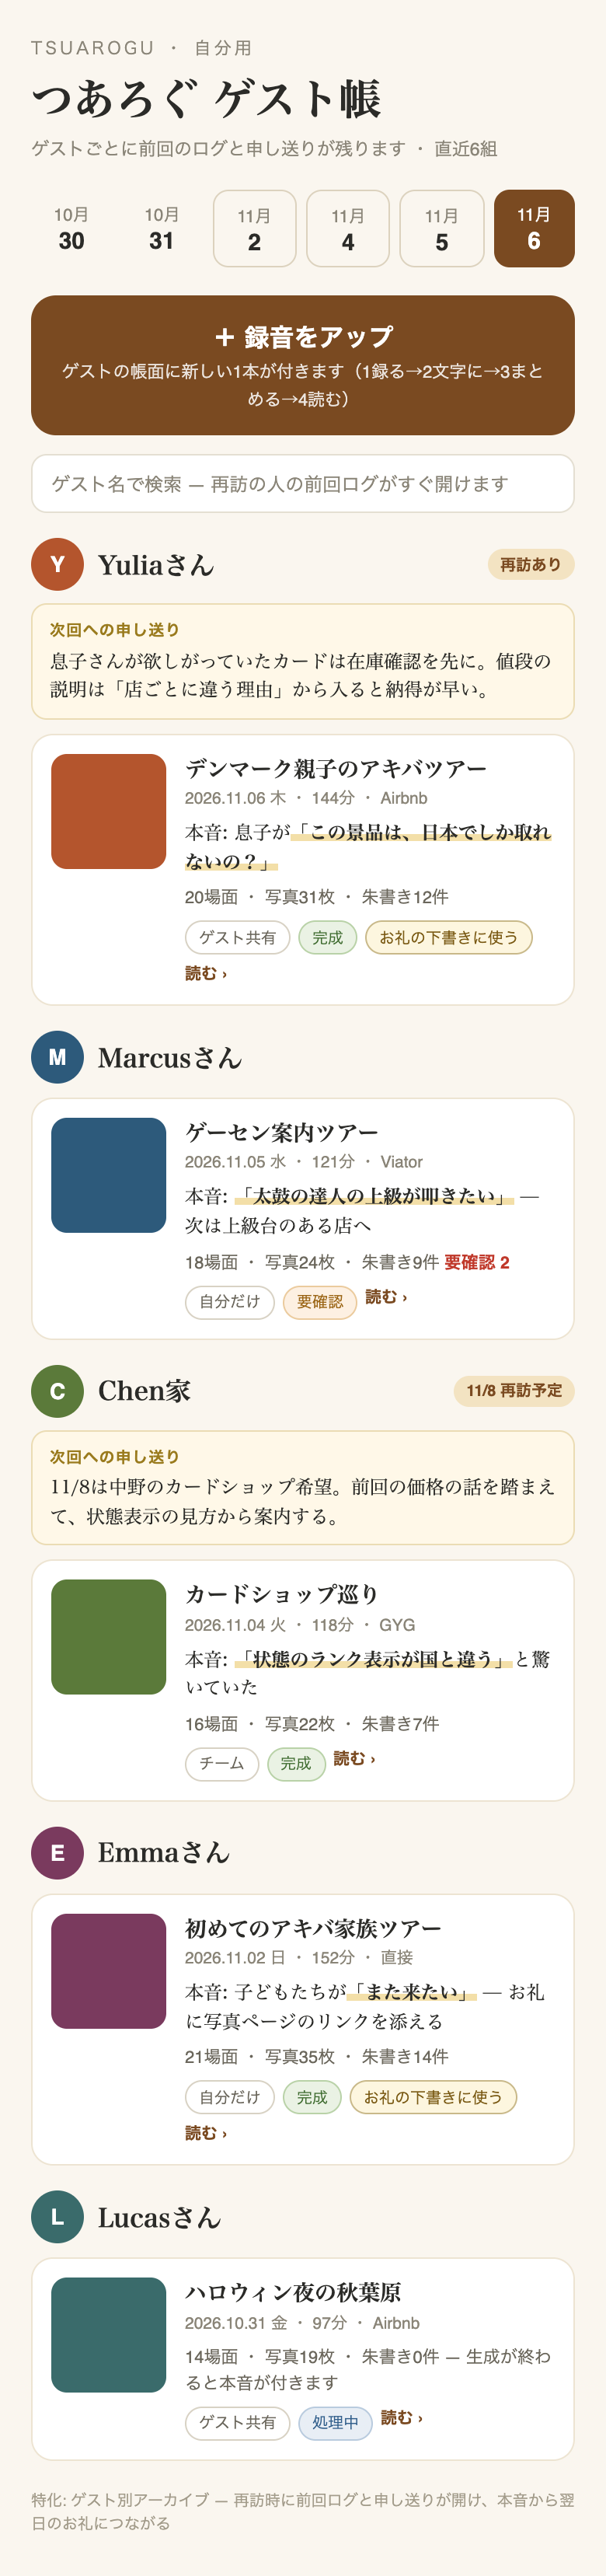 TSUAROGU ・ 自分用
つあろぐ ゲスト帳
ゲストごとに前回のログと申し送りが残ります ・ 直近6組
10月 10月 11月 11月 11月 11月
30 31 2 4 5 6
＋ 録音をアップ
ゲストの帳面に新しい1本が付きます（1録る→2文字に→3まと
める→4読む）
ゲスト名で検索 — 再訪の人の前回ログがすぐ開けます
Y Yuliaさん 再訪あり
次回への申し送り
息子さんが欲しがっていたカードは在庫確認を先に。値段の
説明は「店ごとに違う理由」から入ると納得が早い。
デンマーク親子のアキバツアー
2026.11.06 木 ・ 144分 ・ Airbnb
本音: 息子が「この景品は、日本でしか取れ
ないの？」
20場面 ・ 写真31枚 ・ 朱書き12件
ゲスト共有 完成 お礼の下書きに使う
読む ›
M Marcusさん
ゲーセン案内ツアー
2026.11.05 水 ・ 121分 ・ Viator
本音: 「太鼓の達人の上級が叩きたい」 —
次は上級台のある店へ
18場面 ・ 写真24枚 ・ 朱書き9件 要確認 2
自分だけ 要確認 読む ›
C Chen家 11/8 再訪予定
次回への申し送り
11/8は中野のカードショップ希望。前回の価格の話を踏まえ
て、状態表示の見方から案内する。
カードショップ巡り
2026.11.04 火 ・ 118分 ・ GYG
本音: 「状態のランク表示が国と違う」と驚
いていた
16場面 ・ 写真22枚 ・ 朱書き7件
チーム 完成 読む ›
E Emmaさん
初めてのアキバ家族ツアー
2026.11.02 日 ・ 152分 ・ 直接
本音: 子どもたちが「また来たい」 — お礼
に写真ページのリンクを添える
21場面 ・ 写真35枚 ・ 朱書き14件
自分だけ 完成 お礼の下書きに使う
読む ›
L Lucasさん
ハロウィン夜の秋葉原
2026.10.31 金 ・ 97分 ・ Airbnb
14場面 ・ 写真19枚 ・ 朱書き0件 — 生成が終わ
ると本音が付きます
ゲスト共有 処理中 読む ›
特化: ゲスト別アーカイブ — 再訪時に前回ログと申し送りが開け、本音から翌
日のお礼につながる